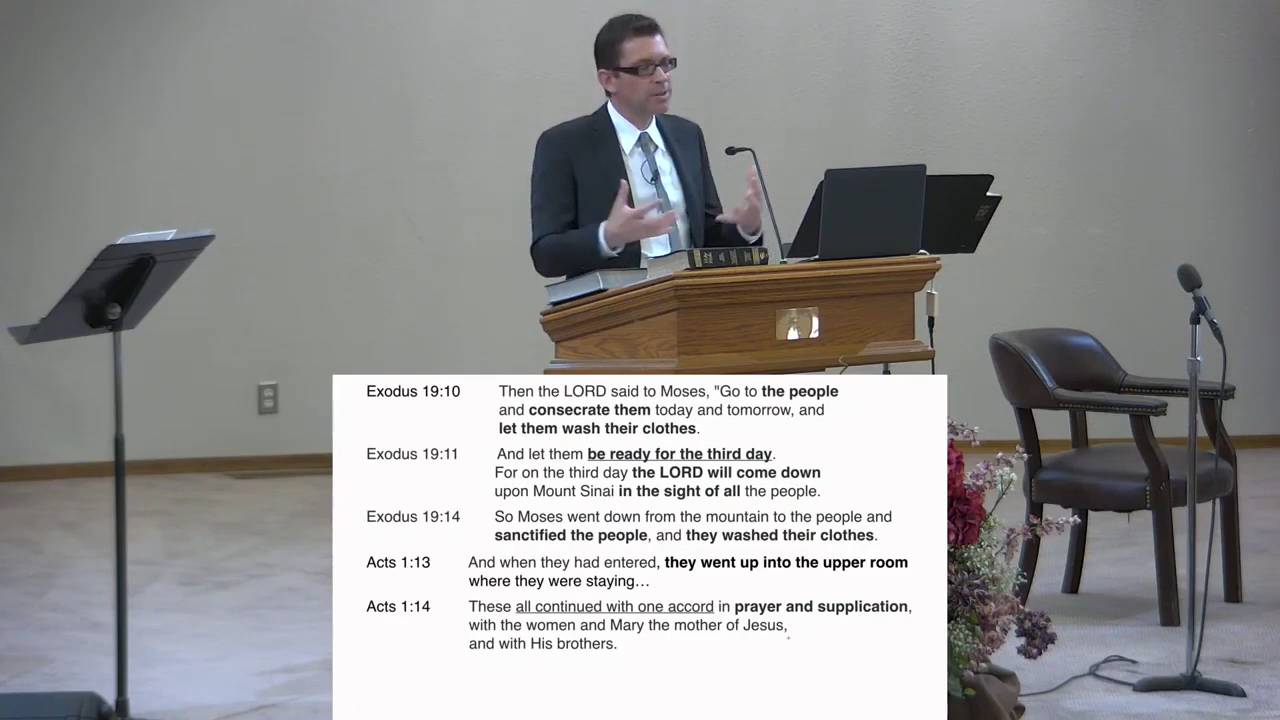 Exodus 19:10 Then the LORD said to Moses, "Go to the people
and consecrate them today and tomorrow, and
let them wash their clothes.
Exodus 19:11 And let them be ready for the third day.
For on the third day the LORD will come down
upon Mount Sinai in the sight of all the people.
Exodus 19:14 So Moses went down from the mountain to the people and
sanctified the people, and they washed their clothes.
Acts 1:13 And when they had entered, they went up into the upper room
where they were staying…
Acts 1:14 These all continued with one accord in prayer and supplication,
with the women and Mary the mother of Jesus,
and with His brothers.